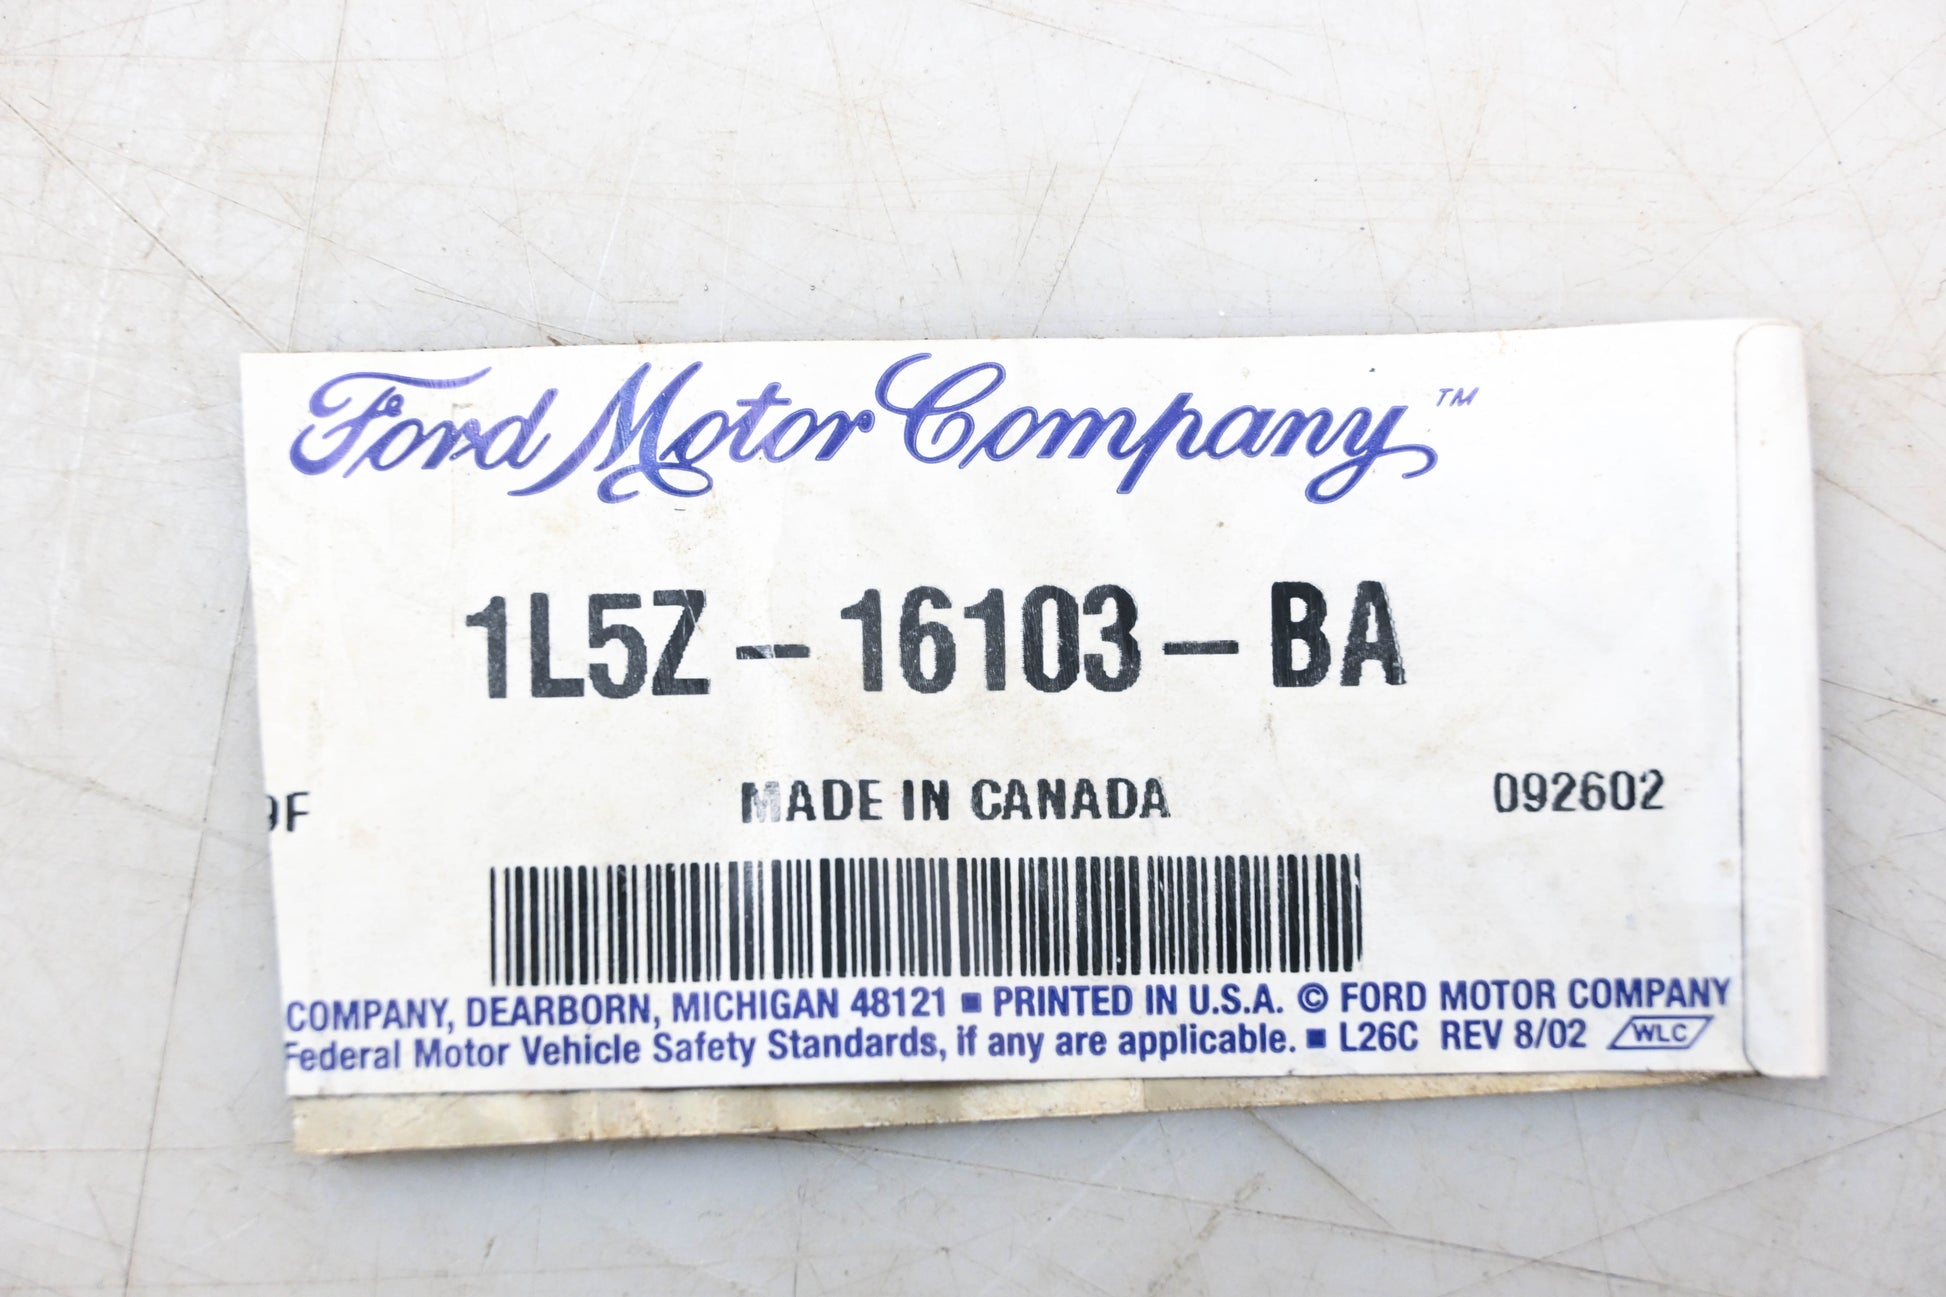 Ford Motor Company™
1L5Z - 16103 - BA
9F MADE IN CANADA 092602
COMPANY, DEARBORN, MICHIGAN 48121 ■ PRINTED IN U.S.A. © FORD MOTOR COMPANY
Federal Motor Vehicle Safety Standards, if any are applicable. ■ L26C REV 8/02 WLC